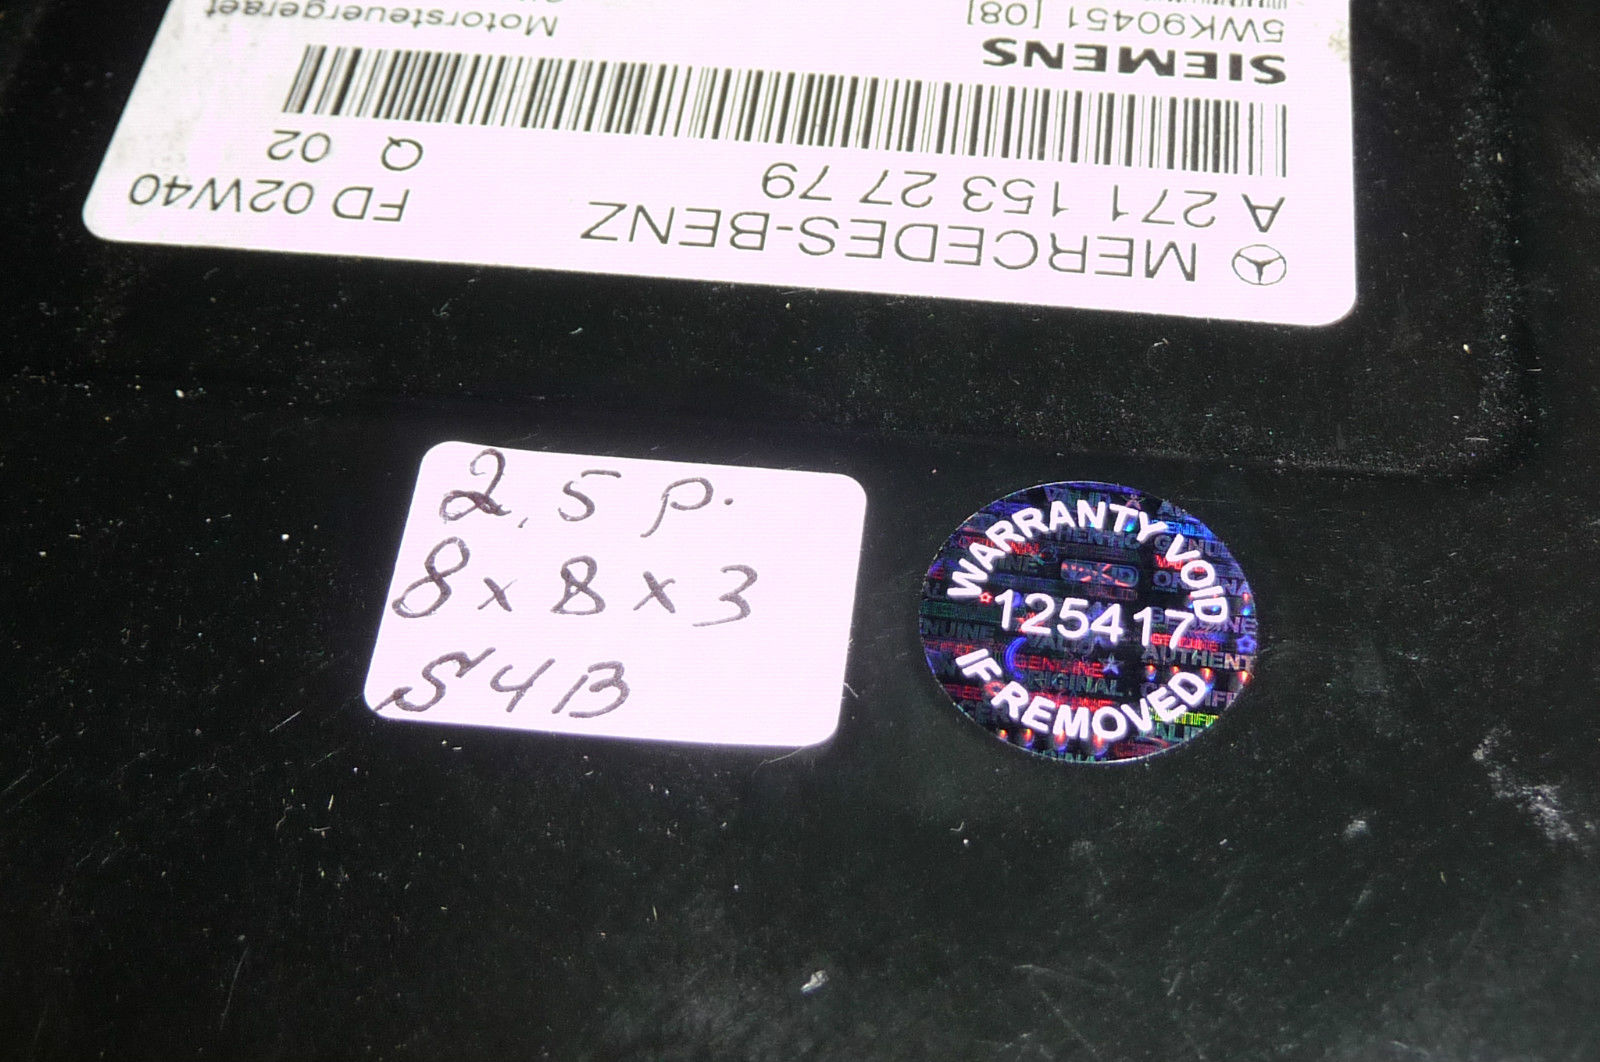 MERCEDES-BENZ
A 271 153 27 79
FD 02W40
Q 02
SIEMENS
5WK90451 [08]
Motorsteuergeraet
2,5 p.
8 x 8 x 3
S4B
WARRANTY VOID
125417
IF REMOVED